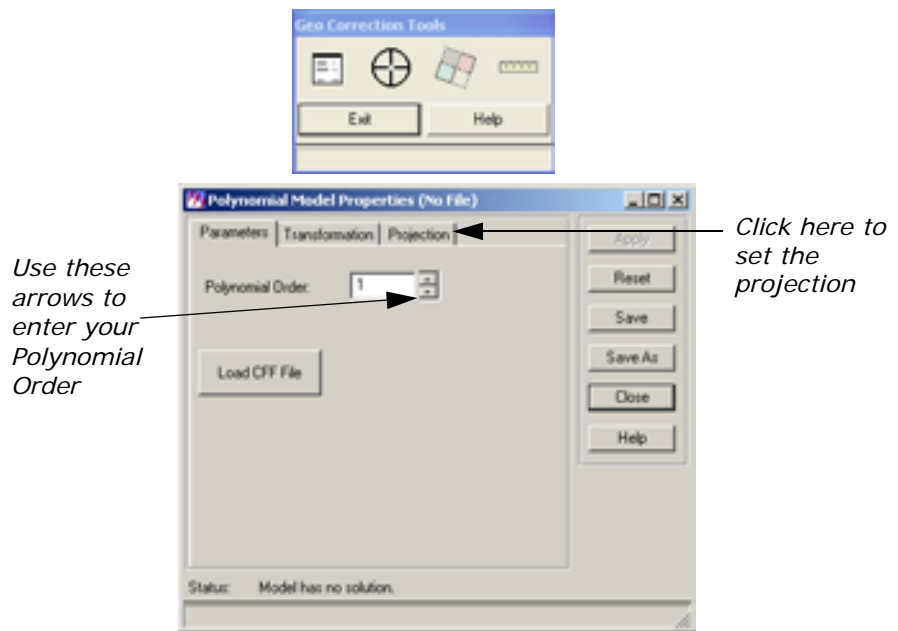 Geo Correction Tools
Exit
Help
Polynomial Model Properties (No File)
Parameters
Transformation
Projection
Polynomial Order:
1
Load CFF File
Apply
Reset
Save
Save As
Close
Help
Status:
Model has no solution.
Use these
arrows to
enter your
Polynomial
Order
Click here to
set the
projection